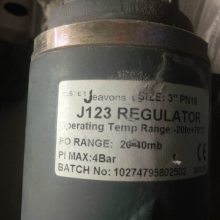 Jeavons SIZE: 3" PN16
J123 REGULATOR
Operating Temp Range: -20to+70°C
PO RANGE: 20-40mb
PI MAX:4Bar
BATCH No: 10274795802502